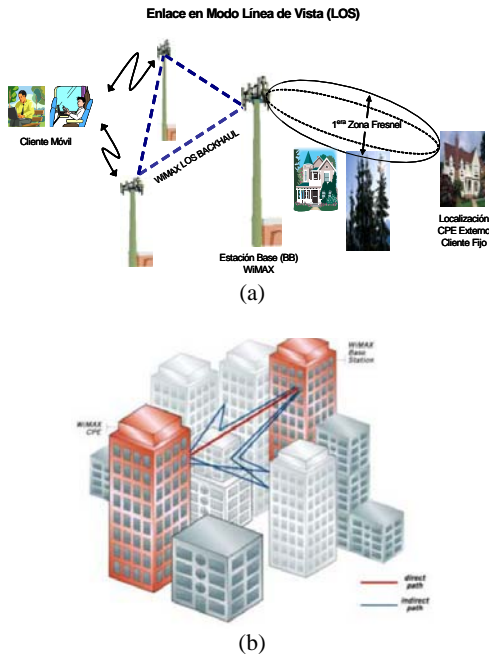 Enlace en Modo Línea de Vista (LOS)
1era Zona Fresnel
Cliente Móvil
WiMAX LOS BACKHAUL
Localización
CPE Externo
Cliente Fijo
Estación Base (BB)
WiMAX
(a)
WiMAX
Base
Station
WiMAX
CPE
direct
path
indirect
path
(b)